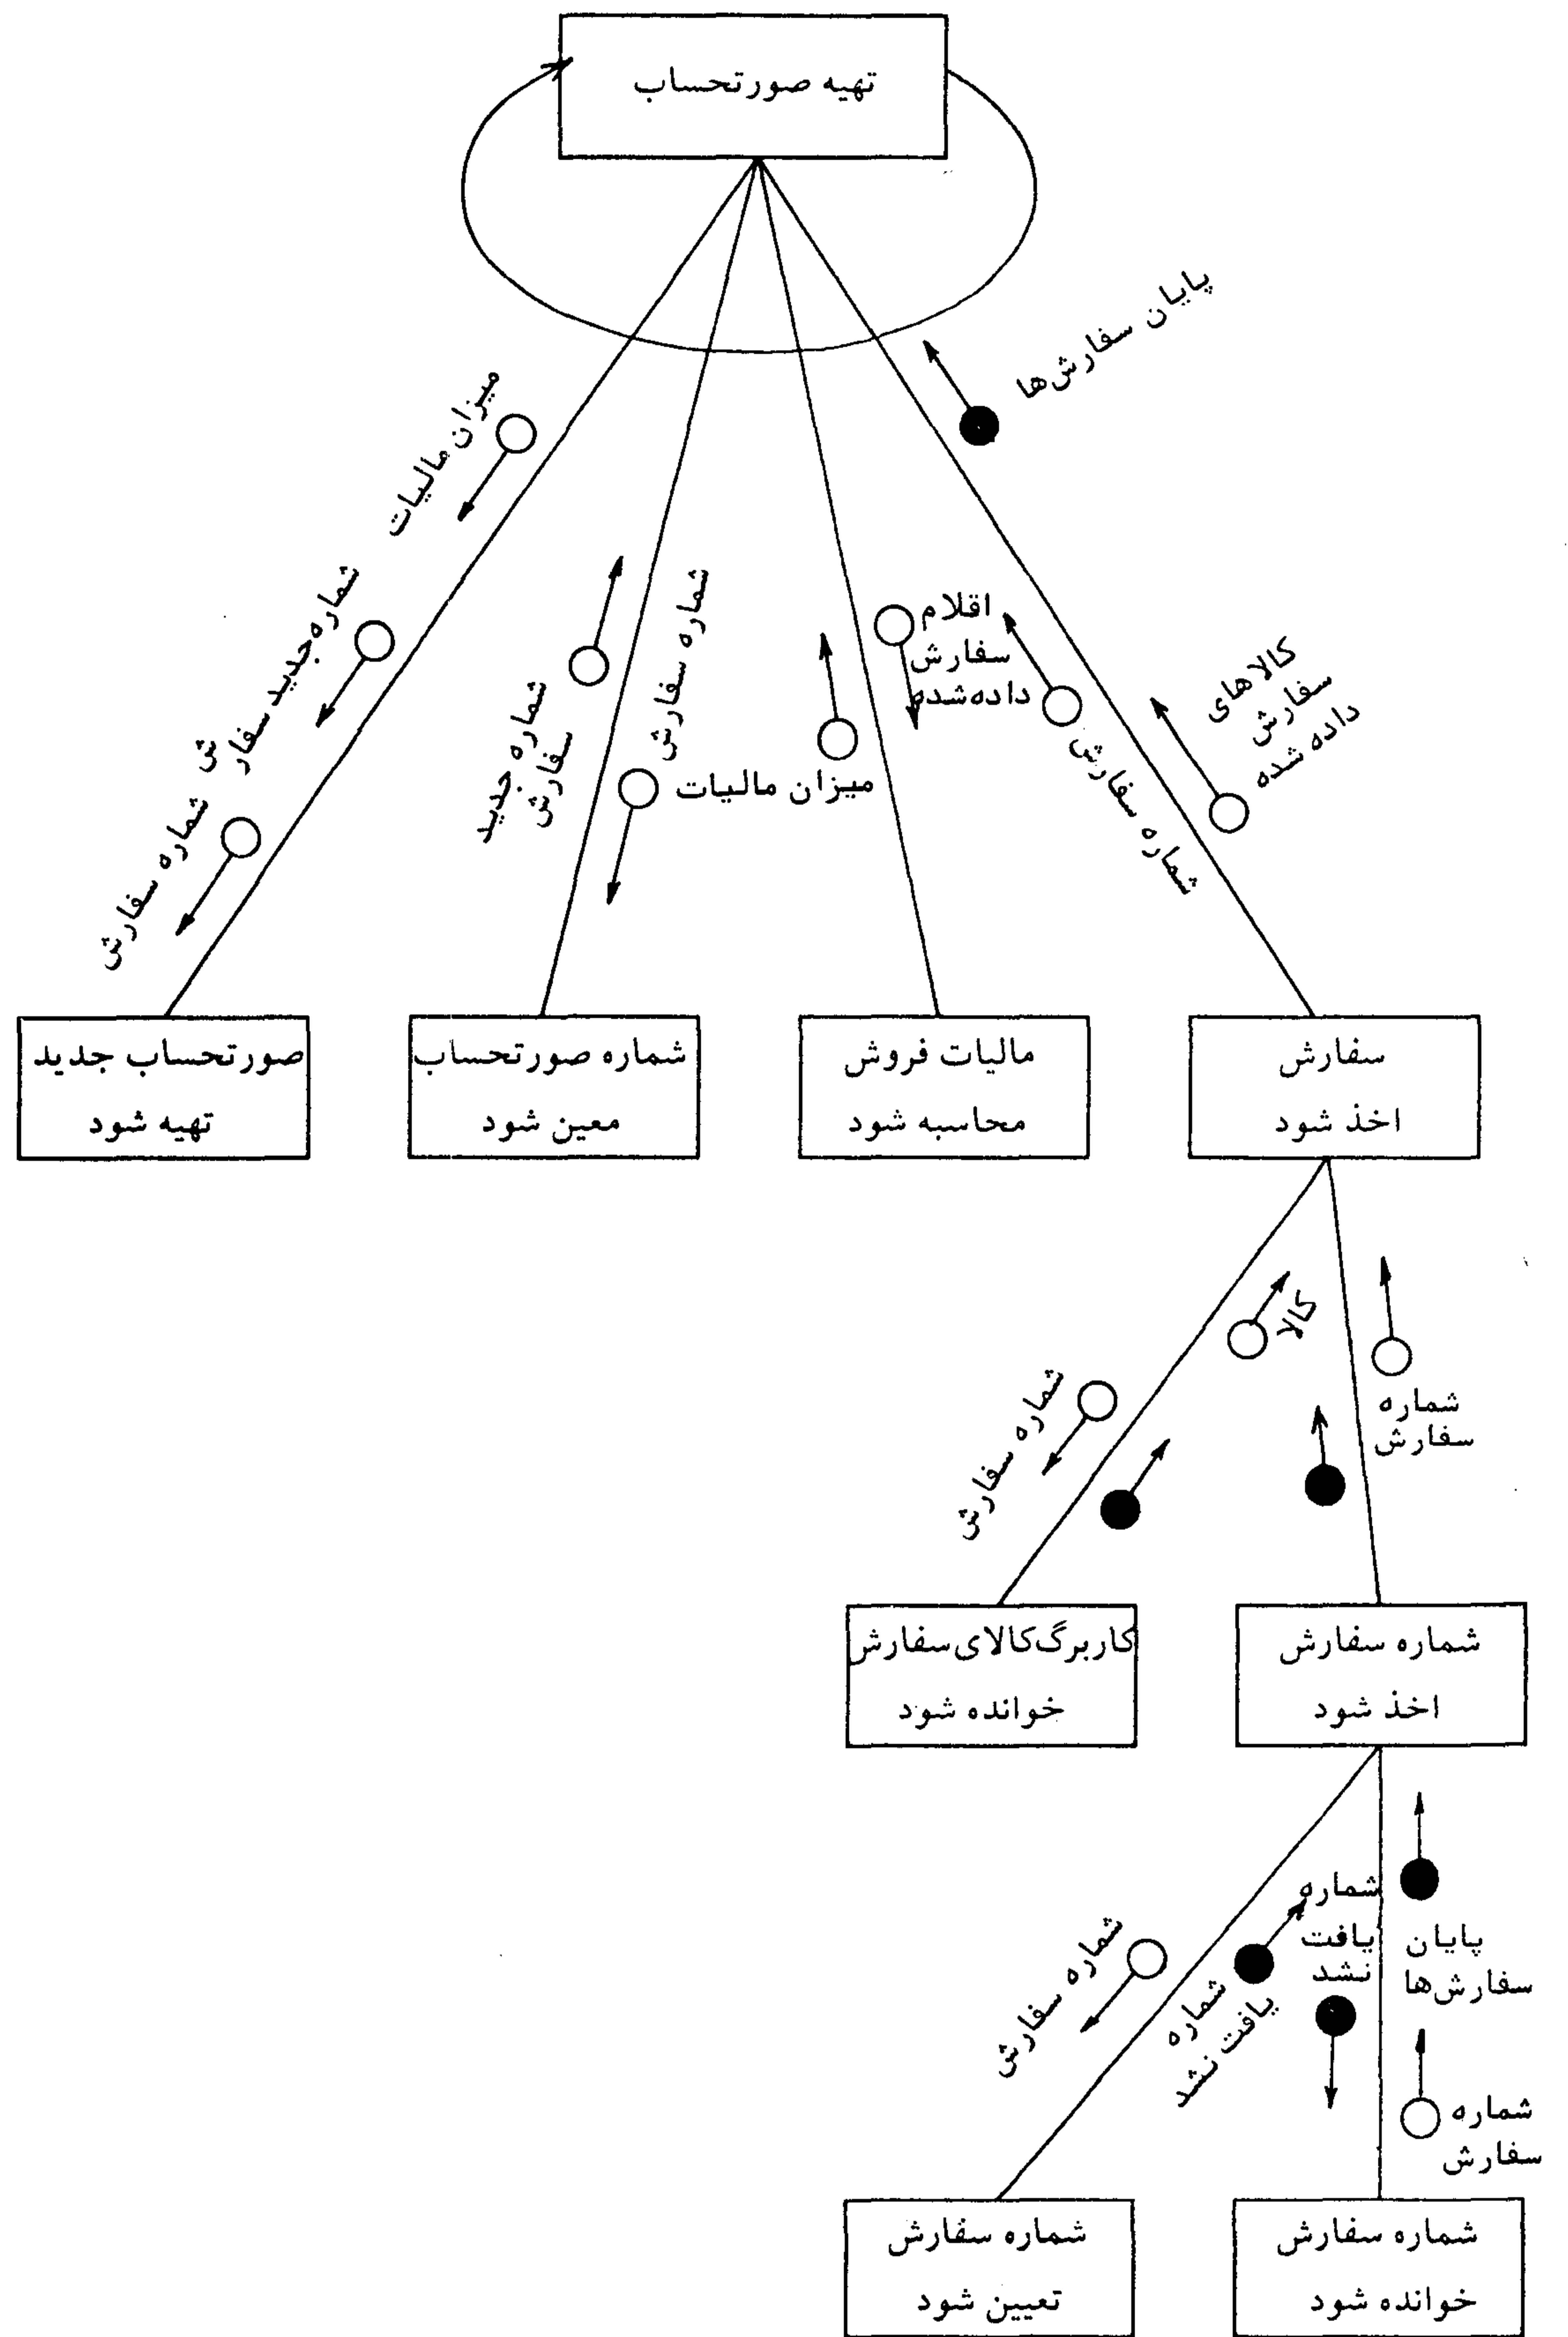 تهیه صورتحساب
پایان سفارش‌ها
میزان مالیات
شماره جدید سفارش
شماره سفارش
شماره جدید
سفارش
شماره سفارش
میزان مالیات
اقلام
سفارش
داده‌شده
شماره سفارش
کالاهای
سفارش
داده شده
سفارش
اخذ شود
مالیات فروش
محاسبه شود
شماره صورتحساب
معین شود
صورتحساب جدید
تهیه شود
کالا
شماره سفارش
شماره
سفارش
شماره سفارش
اخذ شود
کاربرگ کالای سفارش
خوانده شود
شماره
یافت
نشد
پایان
سفارش‌ها
شماره سفارش
شماره
یافت نشد
شماره
سفارش
شماره سفارش
خوانده شود
شماره سفارش
تعیین شود